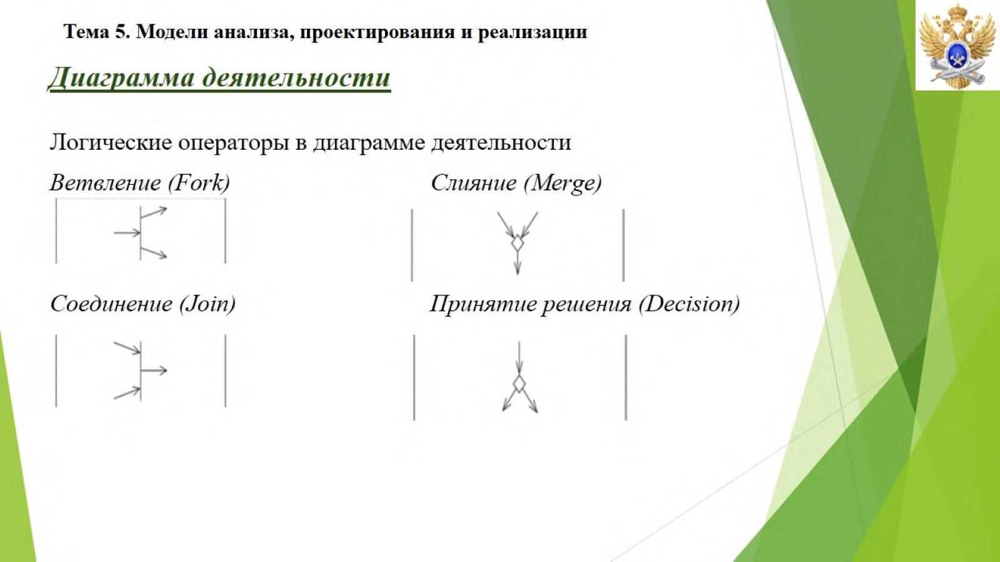 Тема 5. Модели анализа, проектирования и реализации
Диаграмма деятельности
Логические операторы в диаграмме деятельности
Ветвление (Fork)
Слияние (Merge)
Соединение (Join)
Принятие решения (Decision)